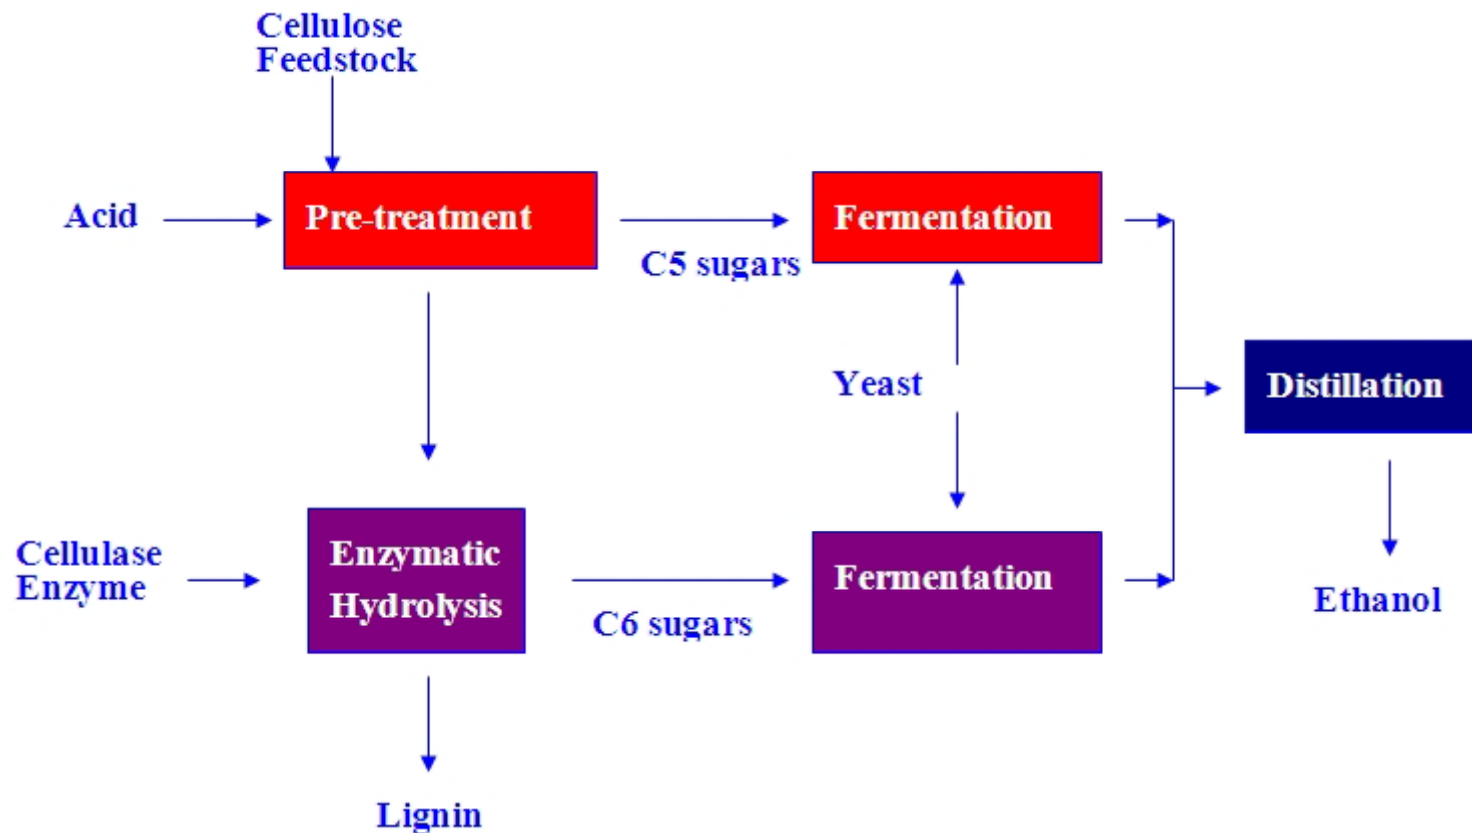 Cellulose
Feedstock
Acid
Pre-treatment
C5 sugars
Fermentation
Yeast
Distillation
Cellulase
Enzyme
Enzymatic
Hydrolysis
C6 sugars
Fermentation
Ethanol
Lignin